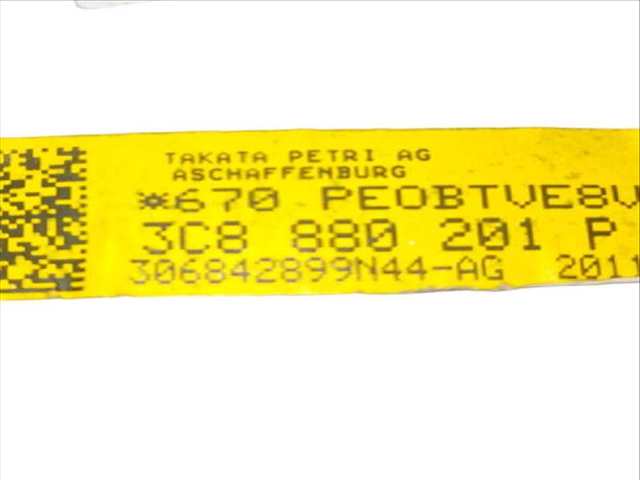 TAKATA PETRI AG
ASCHAFFENBURG
*670 PEOBTVE8V
3C8 880 201 P
306842899N44-AG 2011